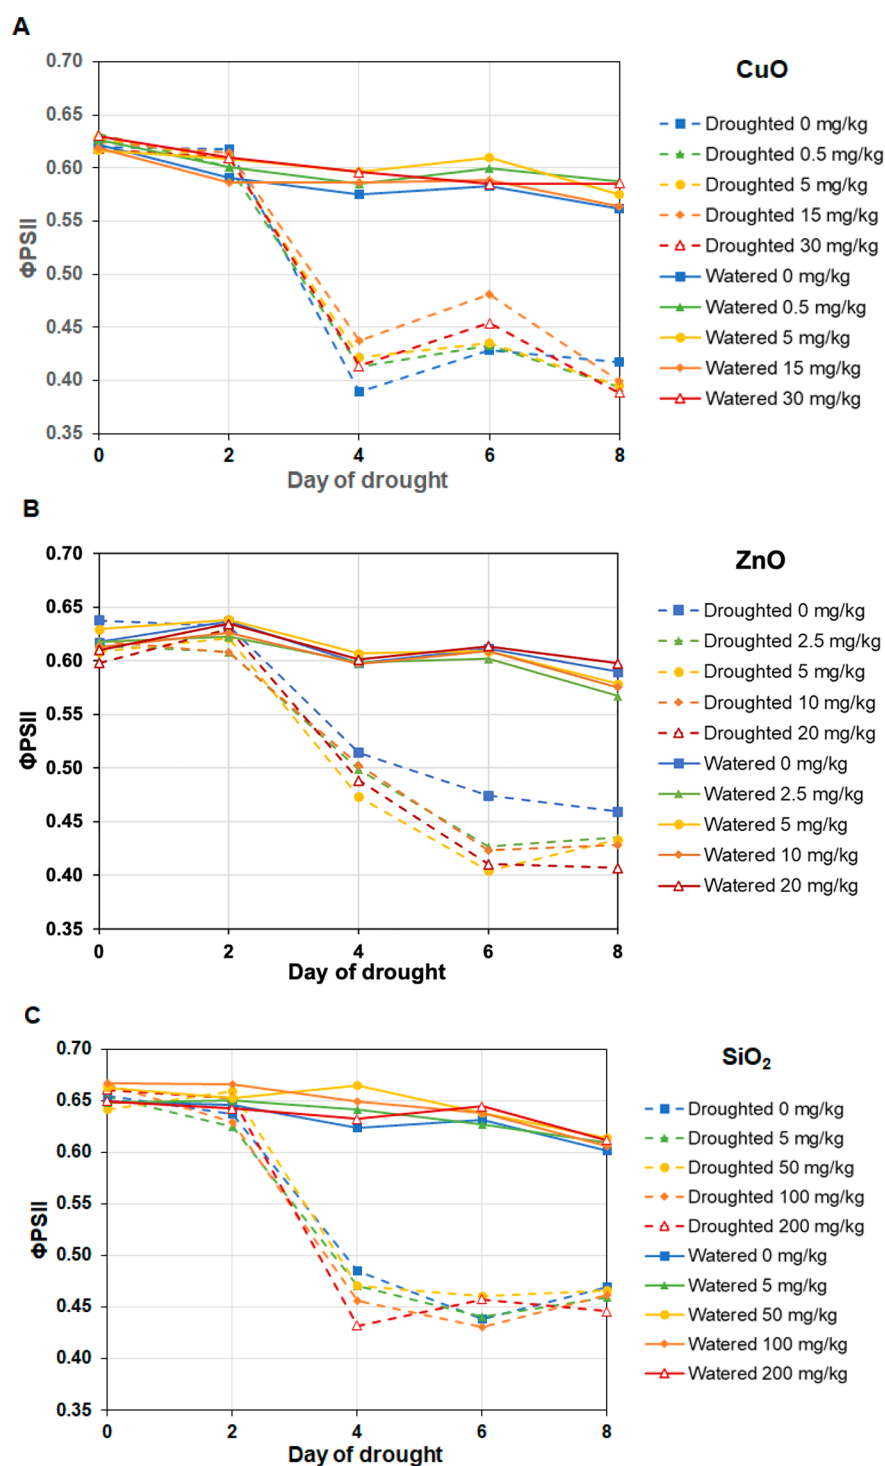 A
CuO
0.70
0.65
0.60
0.55
0.50
0.45
0.40
0.35
ΦPSII
0 2 4 6 8
Day of drought
Droughted 0 mg/kg
Droughted 0.5 mg/kg
Droughted 5 mg/kg
Droughted 15 mg/kg
Droughted 30 mg/kg
Watered 0 mg/kg
Watered 0.5 mg/kg
Watered 5 mg/kg
Watered 15 mg/kg
Watered 30 mg/kg
B
ZnO
0.70
0.65
0.60
0.55
0.50
0.45
0.40
0.35
ΦPSII
0 2 4 6 8
Day of drought
Droughted 0 mg/kg
Droughted 2.5 mg/kg
Droughted 5 mg/kg
Droughted 10 mg/kg
Droughted 20 mg/kg
Watered 0 mg/kg
Watered 2.5 mg/kg
Watered 5 mg/kg
Watered 10 mg/kg
Watered 20 mg/kg
C
SiO₂
0.70
0.65
0.60
0.55
0.50
0.45
0.40
0.35
ΦPSII
0 2 4 6 8
Day of drought
Droughted 0 mg/kg
Droughted 5 mg/kg
Droughted 50 mg/kg
Droughted 100 mg/kg
Droughted 200 mg/kg
Watered 0 mg/kg
Watered 5 mg/kg
Watered 50 mg/kg
Watered 100 mg/kg
Watered 200 mg/kg